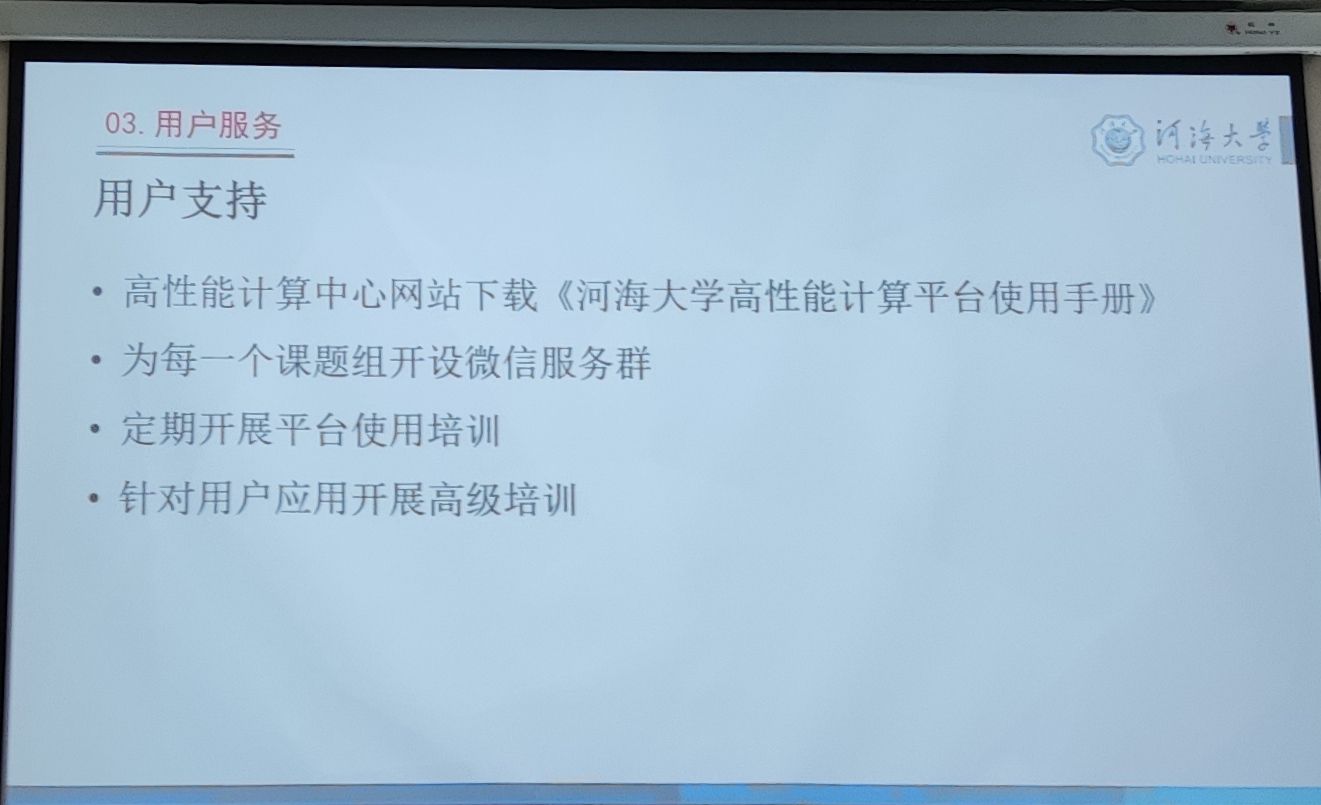 03. 用户服务
河海大学
HOHAI UNIVERSITY
用户支持
• 高性能计算中心网站下载《河海大学高性能计算平台使用手册》
• 为每一个课题组开设微信服务群
• 定期开展平台使用培训
• 针对用户应用开展高级培训